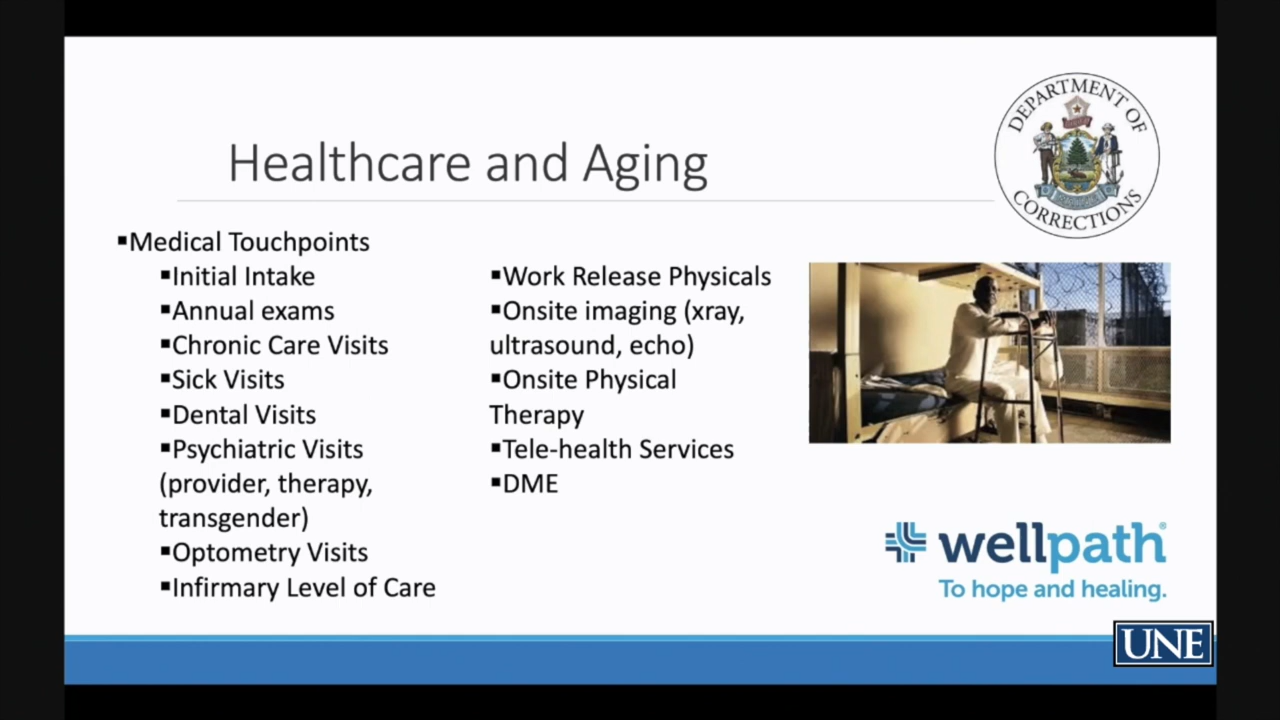 Healthcare and Aging
DEPARTMENT OF
CORRECTIONS
▪Medical Touchpoints
▪Initial Intake
▪Annual exams
▪Chronic Care Visits
▪Sick Visits
▪Dental Visits
▪Psychiatric Visits
(provider, therapy,
transgender)
▪Optometry Visits
▪Infirmary Level of Care
▪Work Release Physicals
▪Onsite imaging (xray,
ultrasound, echo)
▪Onsite Physical
Therapy
▪Tele-health Services
▪DME
wellpath®
To hope and healing.
UNE